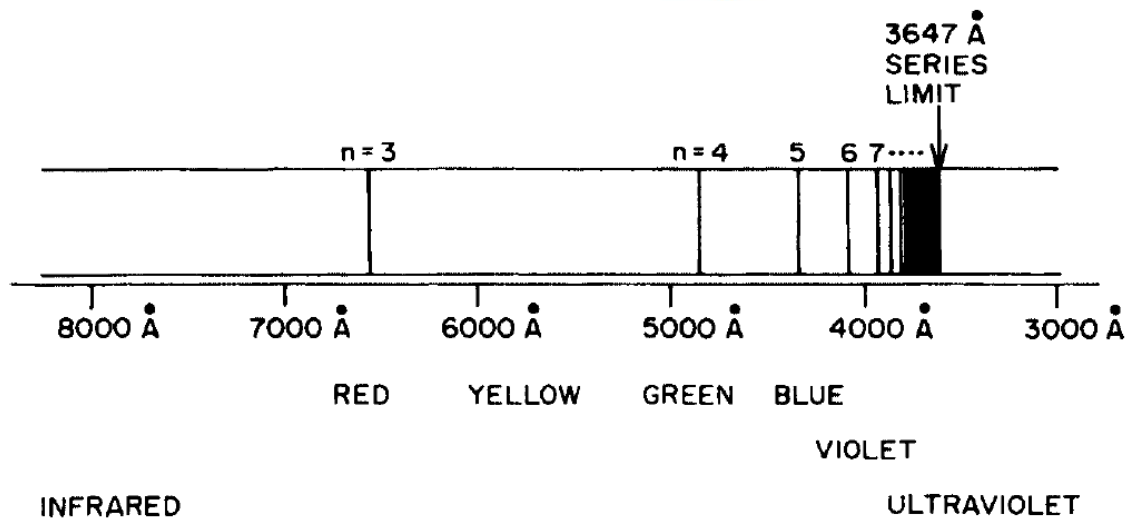 3647 Å
SERIES
LIMIT
n = 3 n = 4 5 6 7 ····
8000 Å 7000 Å 6000 Å 5000 Å 4000 Å 3000 Å
RED YELLOW GREEN BLUE
VIOLET
INFRARED ULTRAVIOLET